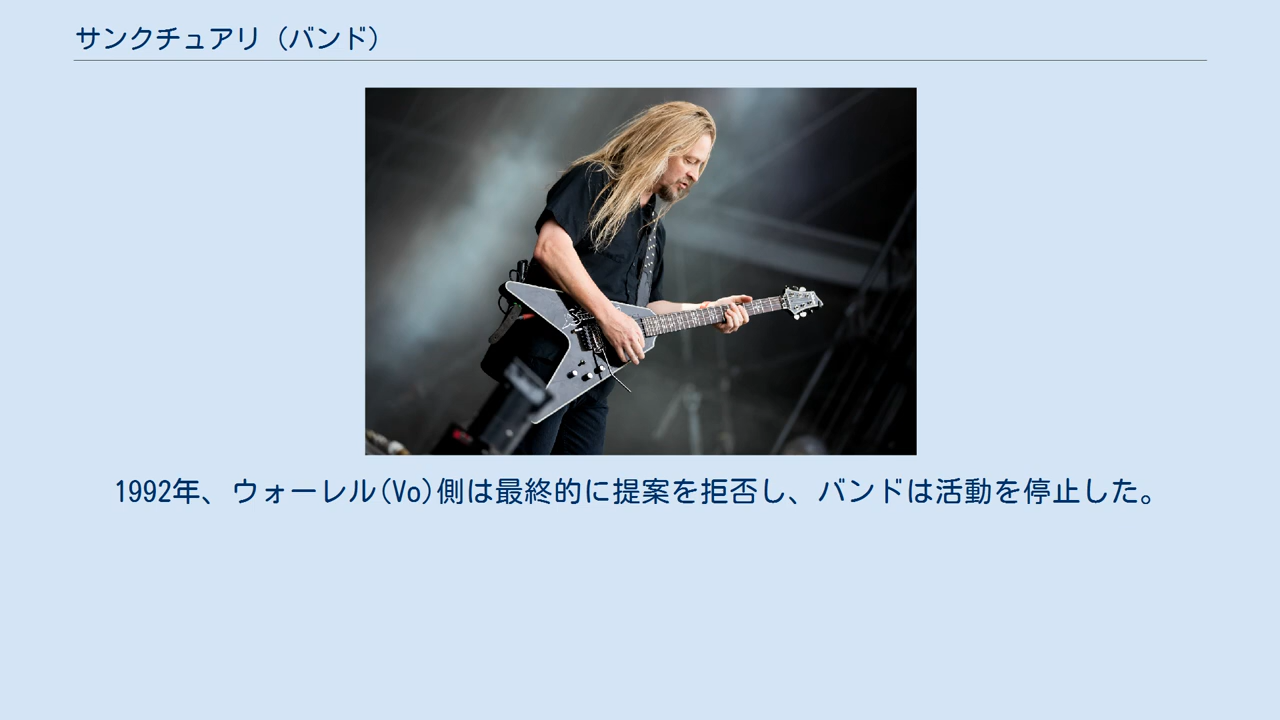 サンクチュアリ（バンド）
1992年、ウォーレル(Vo)側は最終的に提案を拒否し、バンドは活動を停止した。